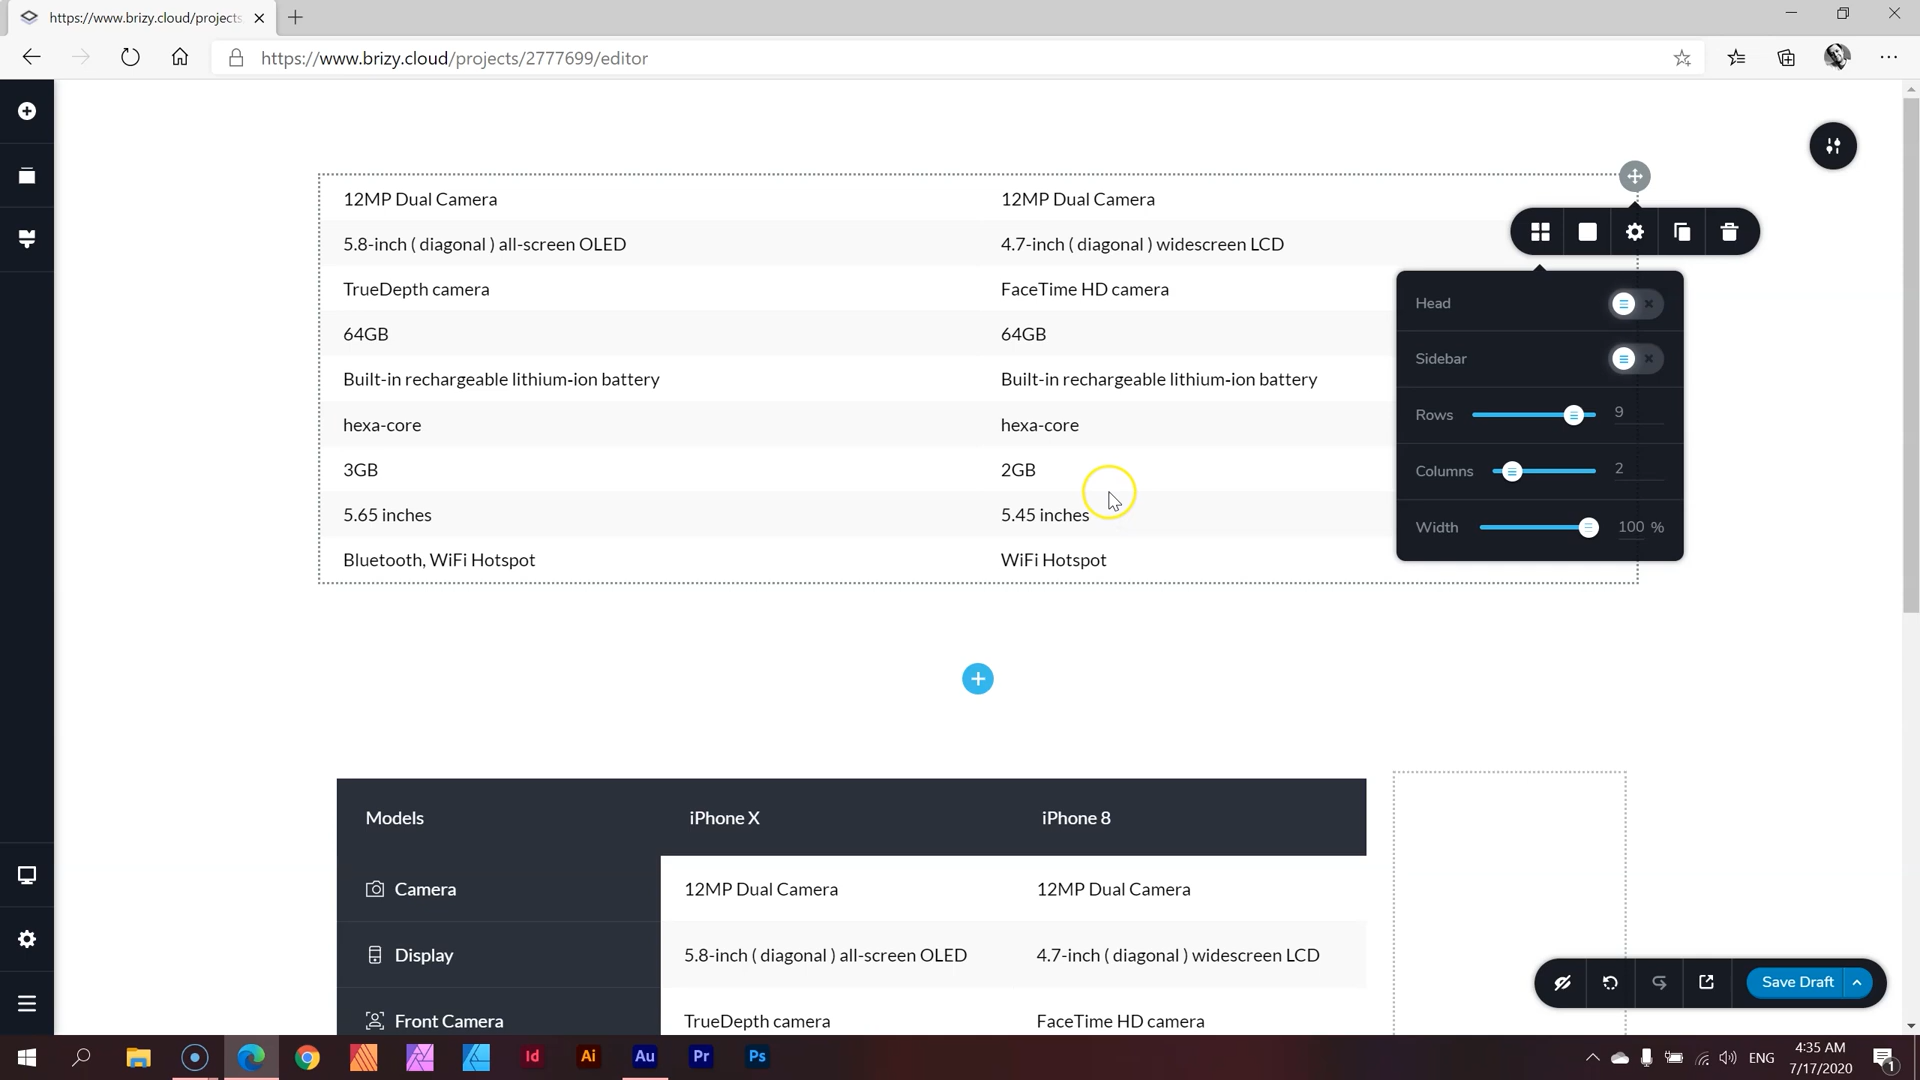 https://www.brizy.cloud/projects
https://www.brizy.cloud/projects/2777699/editor
12MP Dual Camera 12MP Dual Camera
5.8-inch ( diagonal ) all-screen OLED 4.7-inch ( diagonal ) widescreen LCD
TrueDepth camera FaceTime HD camera
64GB 64GB
Built-in rechargeable lithium-ion battery Built-in rechargeable lithium-ion battery
hexa-core hexa-core
3GB 2GB
5.65 inches 5.45 inches
Bluetooth, WiFi Hotspot WiFi Hotspot
Head
Sidebar
Rows 9
Columns 2
Width 100 %
Models iPhone X iPhone 8
Camera 12MP Dual Camera 12MP Dual Camera
Display 5.8-inch ( diagonal ) all-screen OLED 4.7-inch ( diagonal ) widescreen LCD
Front Camera TrueDepth camera FaceTime HD camera
Save Draft
Id Ai Au Pr Ps
ENG
4:35 AM
7/17/2020
1